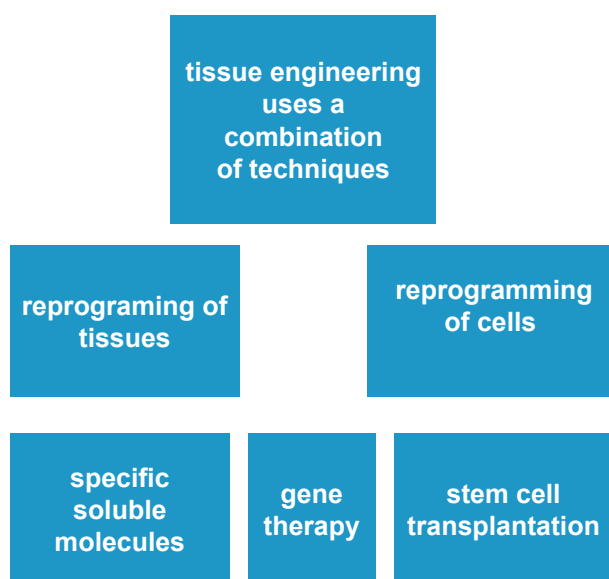 tissue engineering
uses a
combination
of techniques
reprograming of
tissues
reprogramming
of cells
specific
soluble
molecules
gene
therapy
stem cell
transplantation